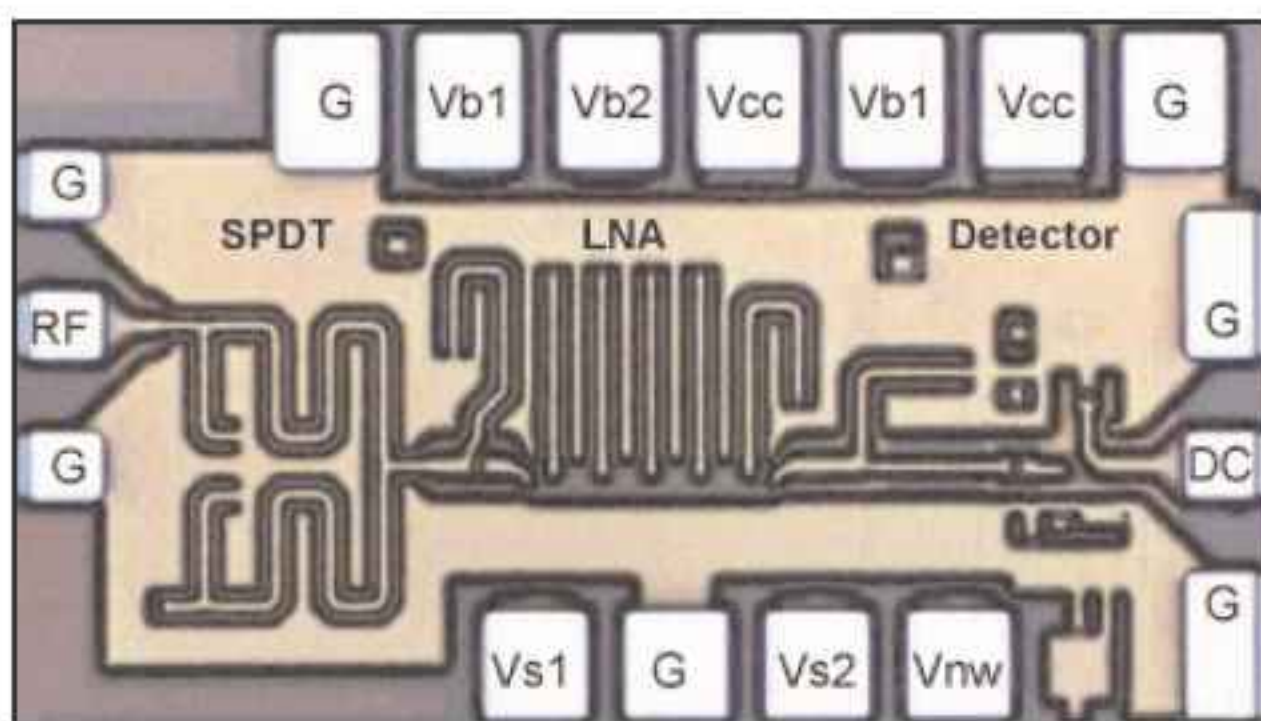 G Vb1 Vb2 Vcc Vb1 Vcc G
G
SPDT LNA Detector
RF
G
G
DC
G
Vs1 G Vs2 Vnw